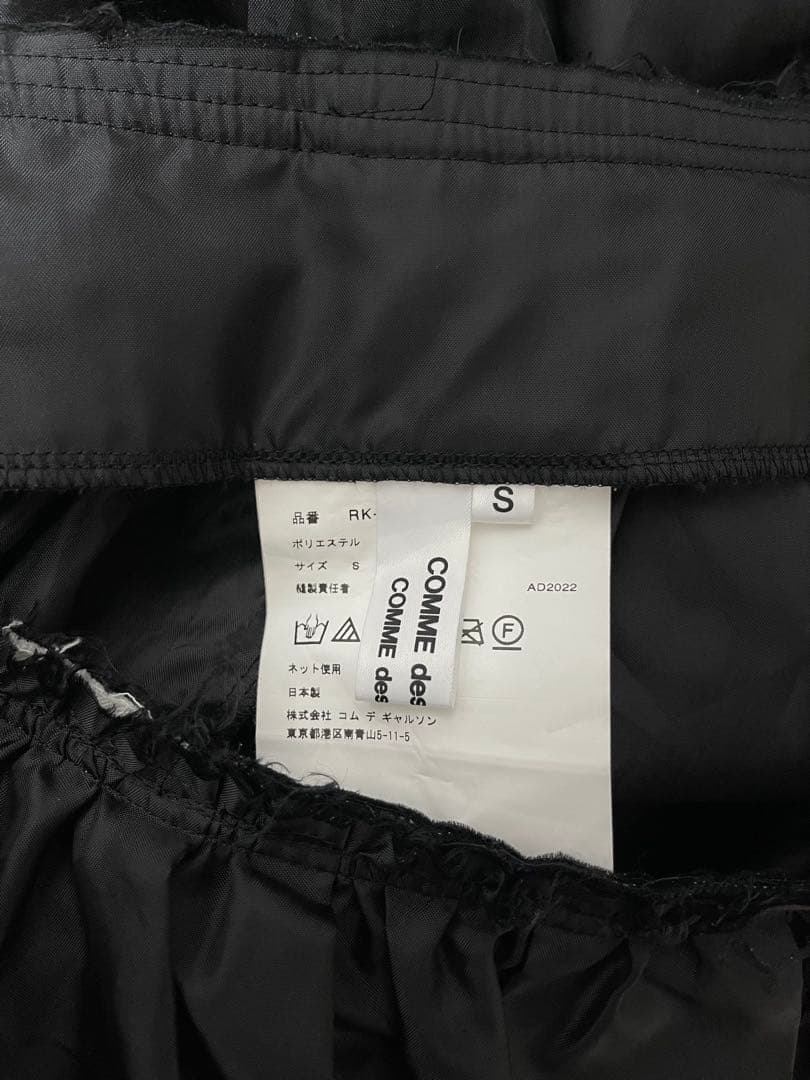 S
品番 RK-
ポリエステル
サイズ S
縫製責任者
AD2022
COMME des
COMME des
F
ネット使用
日本製
株式会社 コム デ ギャルソン
東京都港区南青山5-11-5